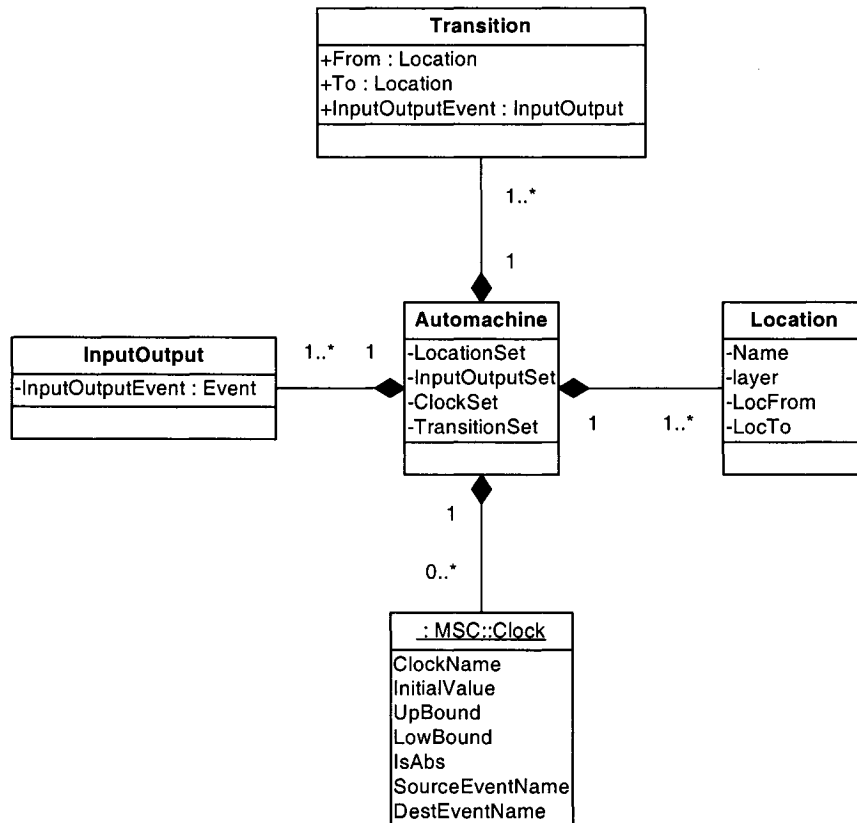 Transition
+From : Location
+To : Location
+InputOutputEvent : InputOutput
1..*
1
Automachine
-LocationSet
-InputOutputSet
-ClockSet
-TransitionSet
InputOutput
-InputOutputEvent : Event
1..*
1
Location
-Name
-layer
-LocFrom
-LocTo
1
1..*
1
0..*
: MSC::Clock
ClockName
InitialValue
UpBound
LowBound
IsAbs
SourceEventName
DestEventName